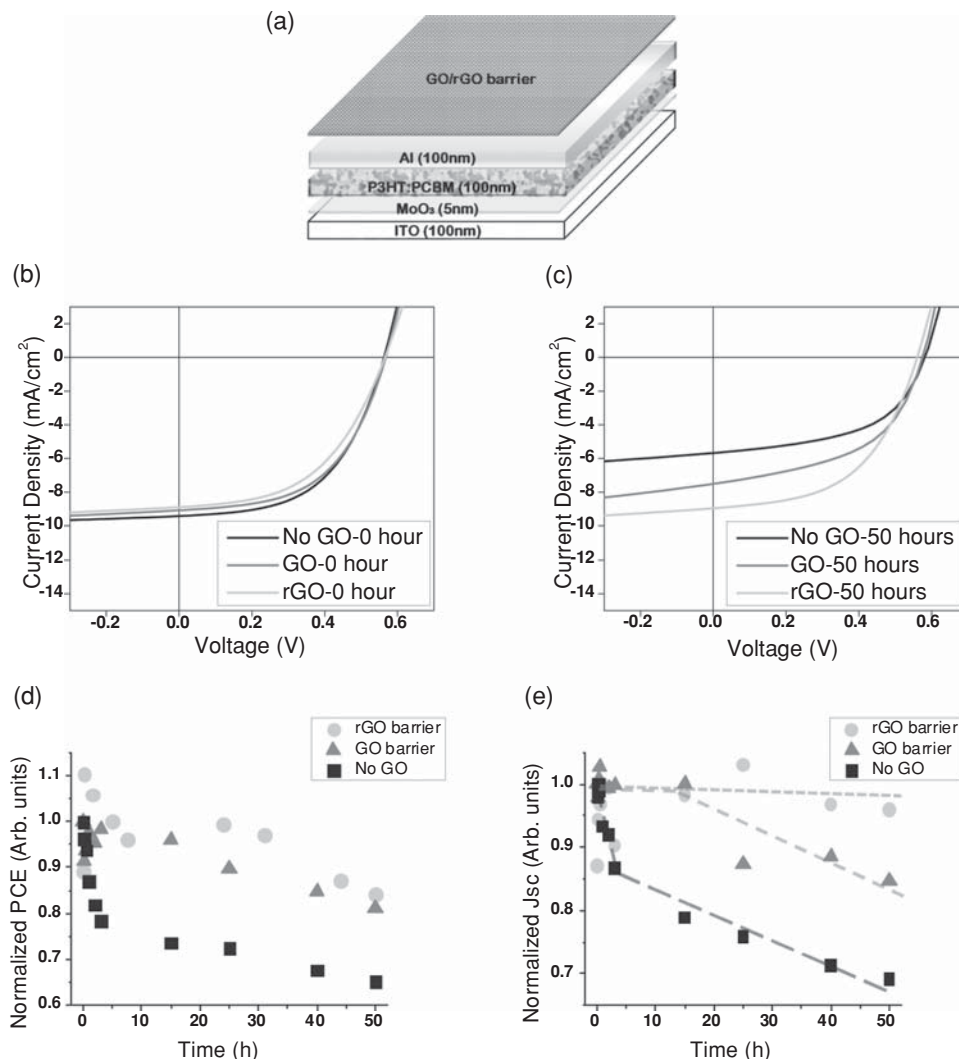 (a)
GO/rGO barrier
Al (100nm)
P3HT:PCBM (100nm)
MoO₃ (5nm)
ITO (100nm)
(b)
2
0
-2
-4
-6
-8
-10
-12
-14
Current Density (mA/cm²)
No GO-0 hour
GO-0 hour
rGO-0 hour
-0.2 0.0 0.2 0.4 0.6
Voltage (V)
(c)
2
0
-2
-4
-6
-8
-10
-12
-14
Current Density (mA/cm²)
No GO-50 hours
GO-50 hours
rGO-50 hours
-0.2 0.0 0.2 0.4 0.6
Voltage (V)
(d)
rGO barrier
GO barrier
No GO
1.1
1.0
0.9
0.8
0.7
0.6
Normalized PCE (Arb. units)
0 10 20 30 40 50
Time (h)
(e)
rGO barrier
GO barrier
No GO
1.0
0.9
0.8
0.7
Normalized Jsc (Arb. units)
0 10 20 30 40 50
Time (h)